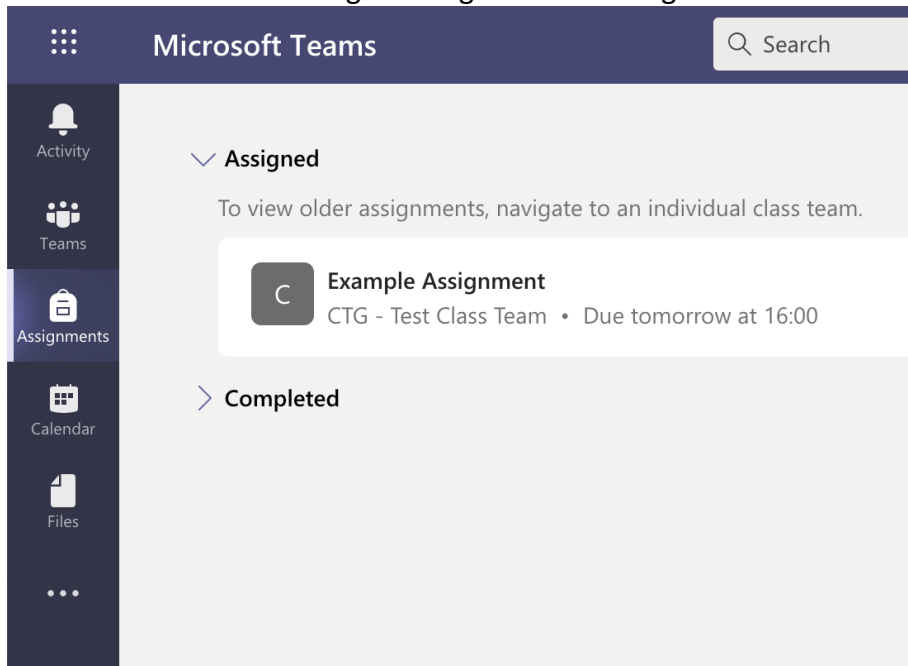 Microsoft Teams
Search
Activity
Teams
Assignments
Calendar
Files
Assigned
To view older assignments, navigate to an individual class team.
C
Example Assignment
CTG - Test Class Team • Due tomorrow at 16:00
Completed